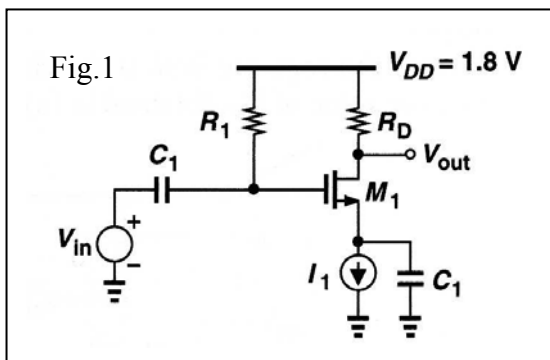 Fig.1
V_DD = 1.8 V
R_1
R_D
C_1
V_out
M_1
V_in
+
−
I_1
C_1